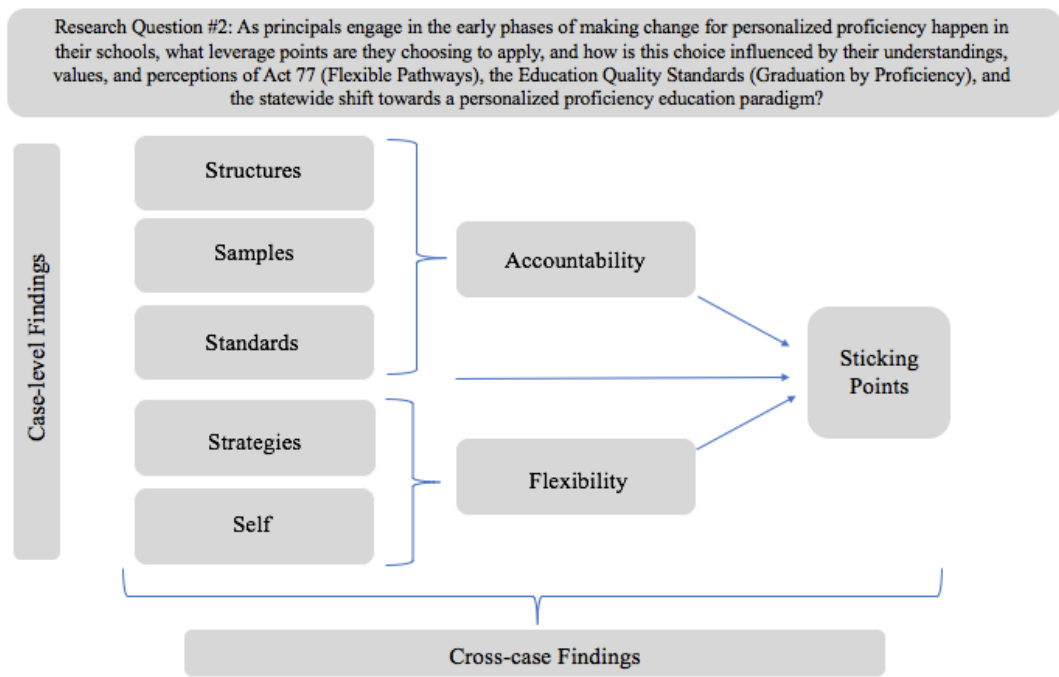 Research Question #2: As principals engage in the early phases of making change for personalized proficiency happen in
their schools, what leverage points are they choosing to apply, and how is this choice influenced by their understandings,
values, and perceptions of Act 77 (Flexible Pathways), the Education Quality Standards (Graduation by Proficiency), and
the statewide shift towards a personalized proficiency education paradigm?
Case-level Findings
Structures
Samples
Standards
Strategies
Self
Accountability
Flexibility
Sticking
Points
Cross-case Findings